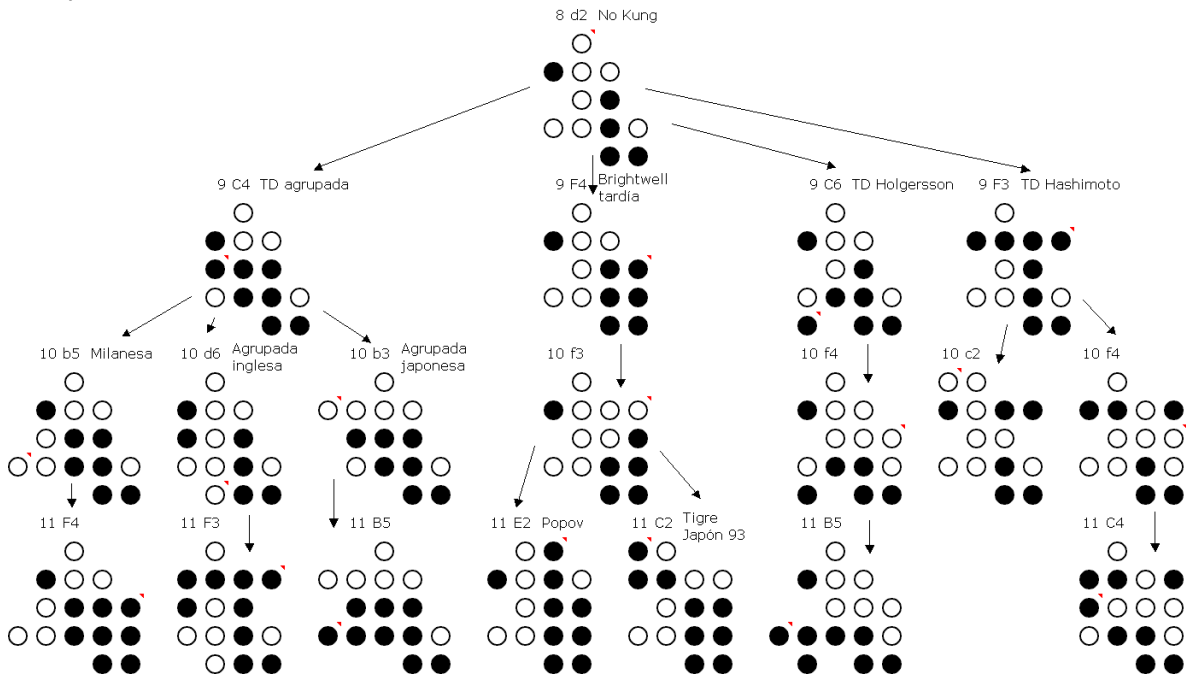 8 d2 No Kung
9 C4 TD agrupada
9 F4 Brightwell
tardía
9 C6 TD Holgersson
9 F3 TD Hashimoto
10 b5 Milanesa
10 d6 Agrupada
inglesa
10 b3 Agrupada
japonesa
10 f3
10 f4
10 c2
10 f4
11 F4
11 F3
11 B5
11 E2 Popov
11 C2 Tigre
Japón 93
11 B5
11 C4